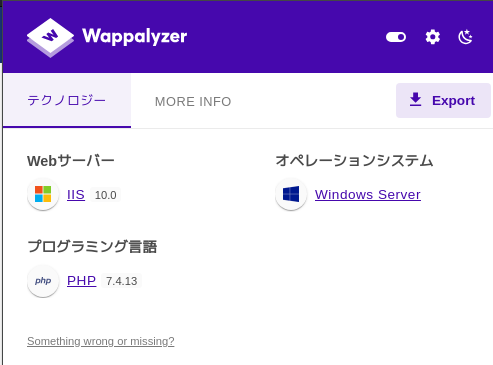 Wappalyzer
テクノロジー
MORE INFO
Export
Webサーバー
IIS 10.0
オペレーションシステム
Windows Server
プログラミング言語
php PHP 7.4.13
Something wrong or missing?